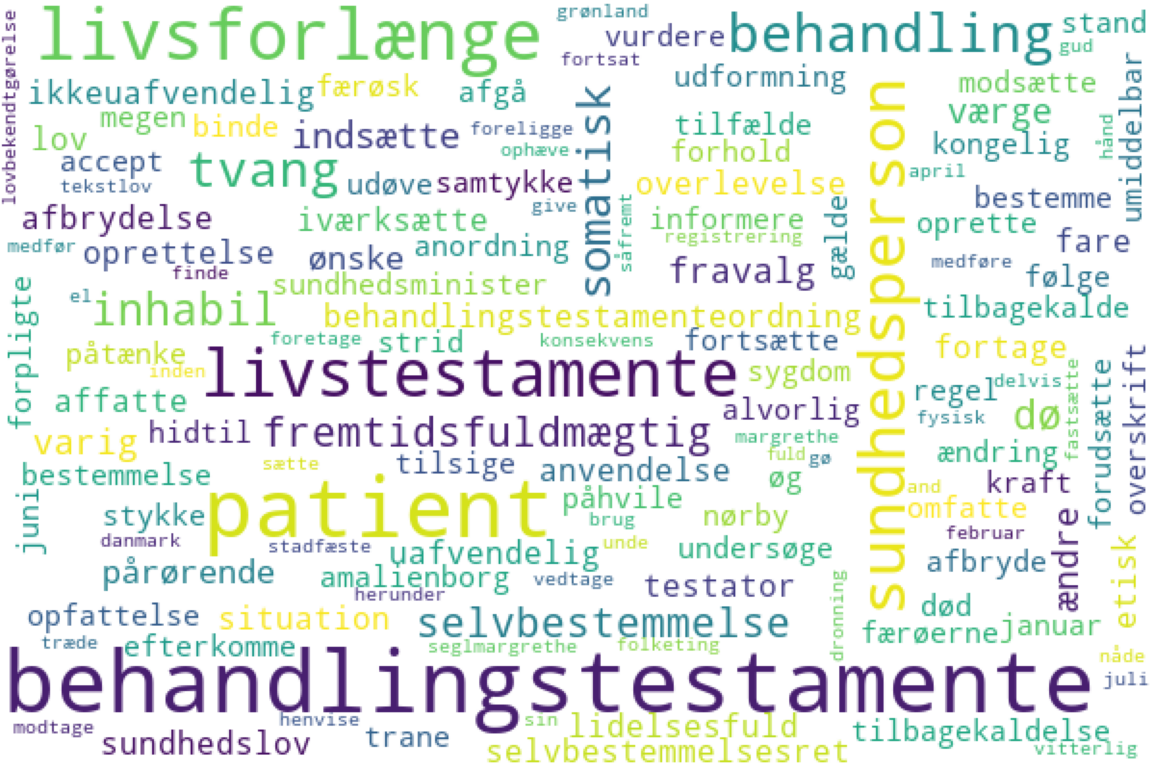 lovbekendtgørelse
livsforlænge
grønland
vurdere
fortsat
behandling
stand
gud
ikkeuafvendelig
færøsk
afgå
somatisk
udformning
sundhedsperson
modsætte
umiddelbar
megen
binde
lov
indsætte
foreligge
ophæve
tilfælde
forhold
værge
kongelig
hånd
accept
tekstlov
tvang
udøve
samtykke
give
overlevelse
april
bestemme
afbrydelse
iværksætte
såfremt
informere
registrering
gælde
oprette
fare
medfør
oprettelse
ønske
anordning
finde
fravalg
medføre
følge
forpligte
el
inhabil
sundhedsminister
behandlingstestamenteordning
tilbagekalde
påtænke
inden
foretage
strid
konsekvens
fortsætte
fortage
livstestamente
sygdom
regel
delvis
fastsætte
forudsætte
overskrift
affatte
alvorlig
fysisk
dø
varig
hidtil
fremtidsfuldmægtig
margrethe
fuld
gø
ændring
bestemmelse
sætte
tilsige
anvendelse
øg
and
kraft
juni
patient
påhvile
brug
nørby
omfatte
stykke
danmark
stadfæste
uafvendelig
unde
undersøge
februar
afbryde
ændre
etisk
pårørende
amalienborg
herunder
vedtage
testator
dronning
opfattelse
situation
selvbestemmelse
død
færøerne
januar
træde
efterkomme
seglmargrethe
folketing
nåde
behandlingstestamente
juli
modtage
henvise
sin
lidelsesfuld
tilbagekaldelse
sundhedslov
trane
selvbestemmelsesret
vitterlig